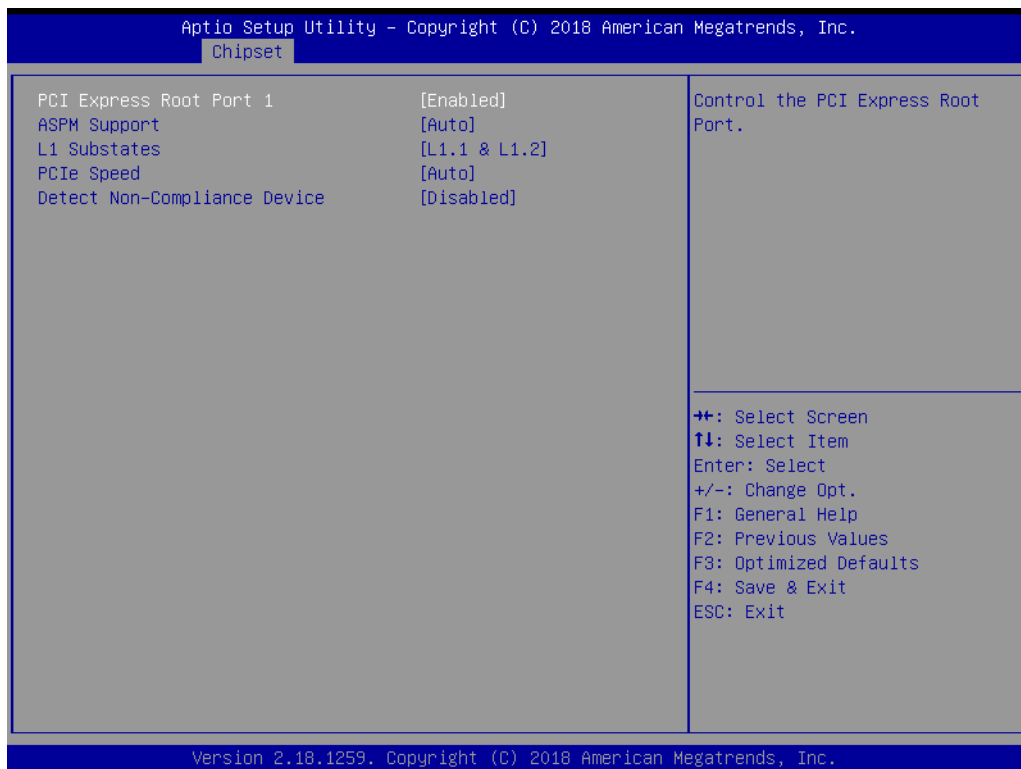 Aptio Setup Utility – Copyright (C) 2018 American Megatrends, Inc.
Chipset
PCI Express Root Port 1 [Enabled]
ASPM Support [Auto]
L1 Substates [L1.1 & L1.2]
PCIe Speed [Auto]
Detect Non-Compliance Device [Disabled]
Control the PCI Express Root
Port.
→←: Select Screen
↑↓: Select Item
Enter: Select
+/-: Change Opt.
F1: General Help
F2: Previous Values
F3: Optimized Defaults
F4: Save & Exit
ESC: Exit
Version 2.18.1259. Copyright (C) 2018 American Megatrends, Inc.